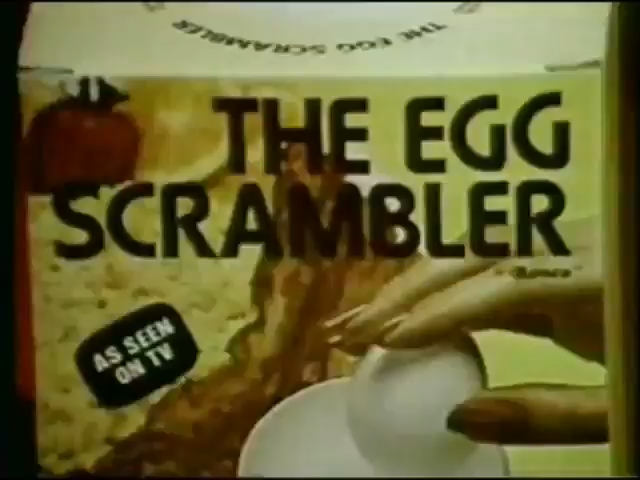 THE EGG SCRAMBLER
THE EGG
SCRAMBLER
AS SEEN
ON TV